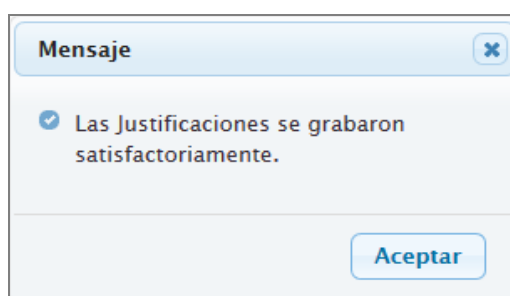 Mensaje
Las Justificaciones se grabaron
satisfactoriamente.
Aceptar